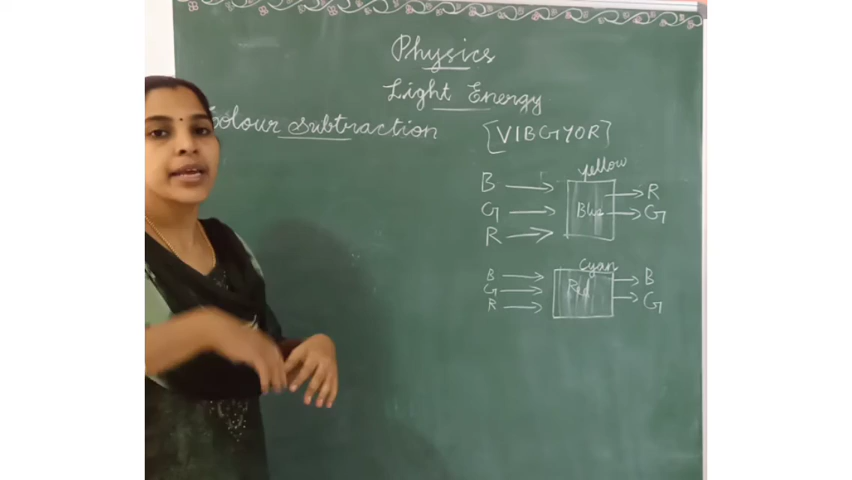 Physics
Light Energy
Colour Subtraction
[VIBGYOR]
yellow
B
G
R
Blue
R
G
Cyan
B
G
R
Red
B
G